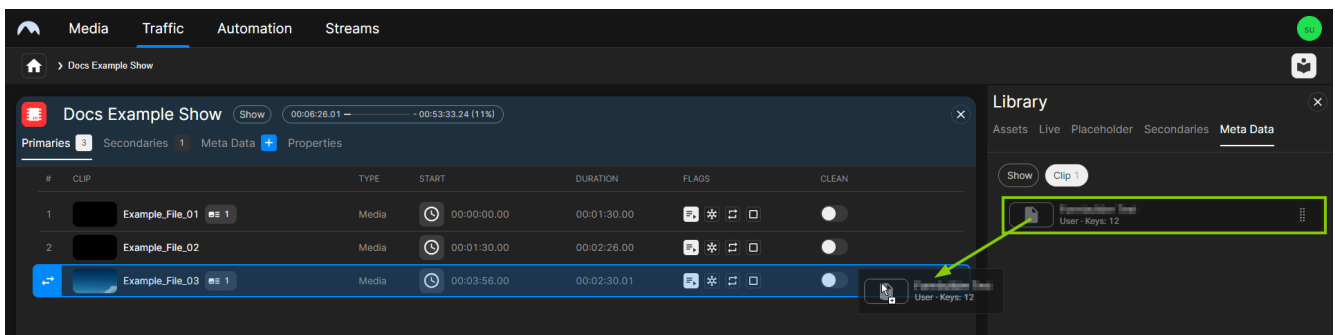 Media Traffic Automation Streams
SU
Docs Example Show
Docs Example Show Show 00:06:26.01 - 00:53:33.24 (11%)
Primaries 3 Secondaries 1 Meta Data + Properties
# CLIP TYPE START DURATION FLAGS CLEAN
1 Example_File_01 1 Media 00:00:00.00 00:01:30.00
2 Example_File_02 Media 00:01:30.00 00:02:26.00
Example_File_03 1 Media 00:03:56.00 00:02:30.01
User · Keys: 12
Library
Assets Live Placeholder Secondaries Meta Data
Show Clip 1
User · Keys: 12